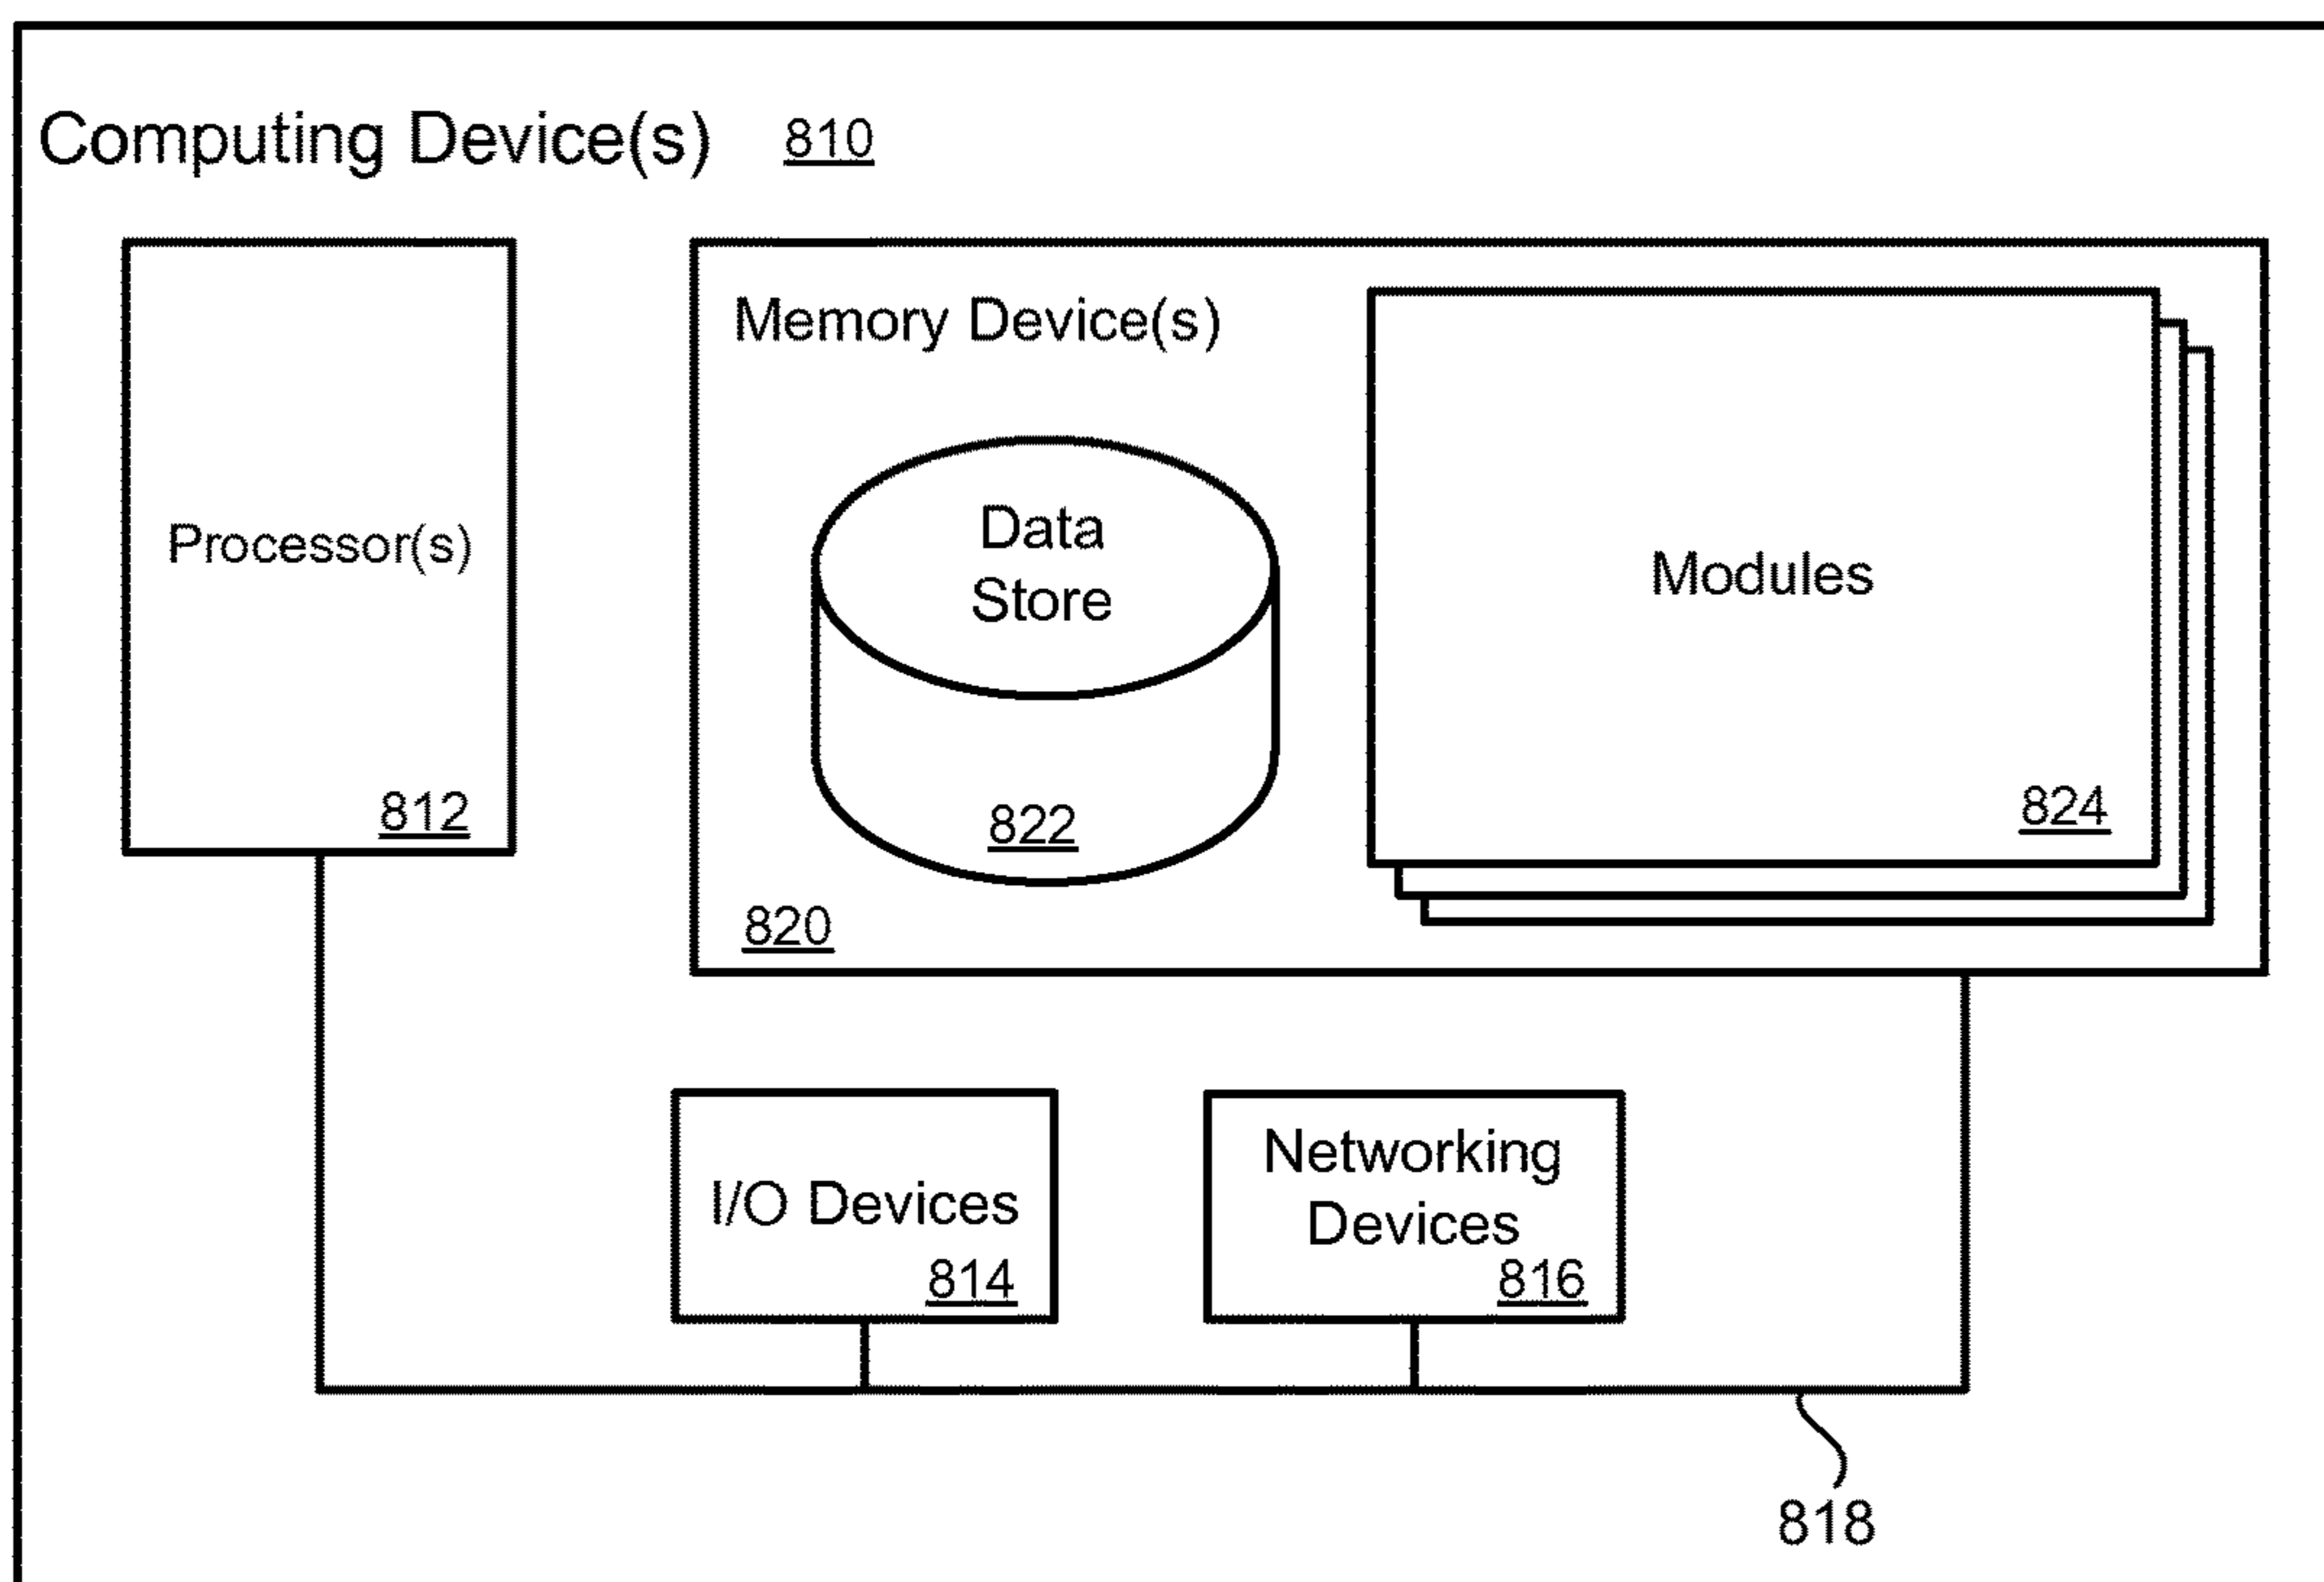 Computing Device(s) 810
Processor(s)
812
Memory Device(s)
Data
Store
822
820
Modules
824
I/O Devices
814
Networking
Devices
816
818